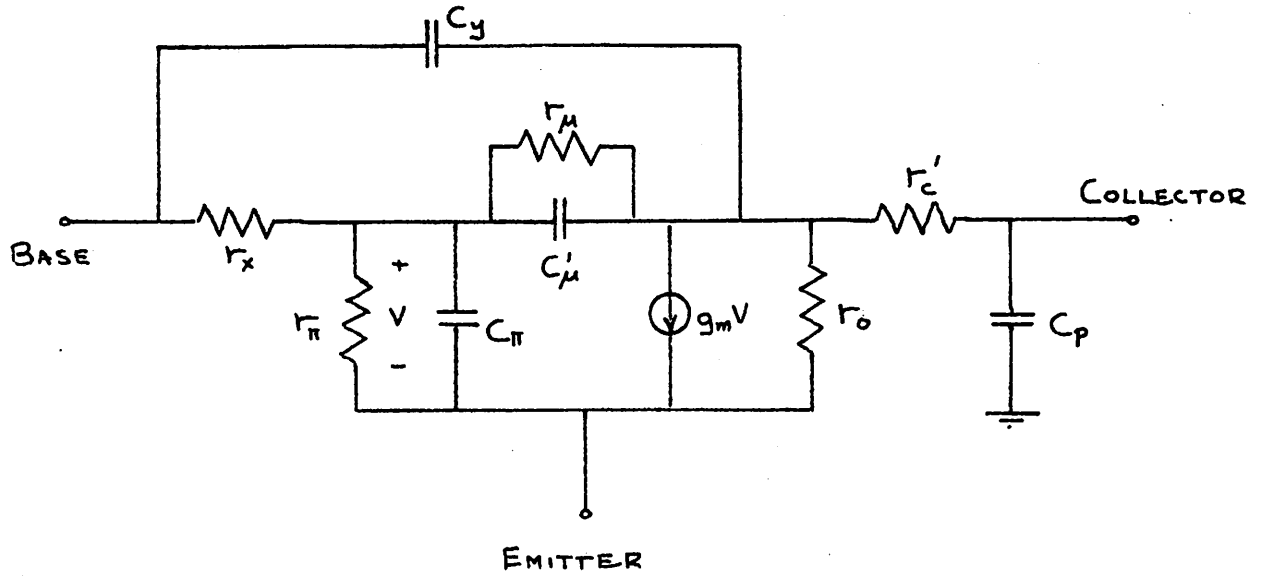 Cy
rμ
rc'
COLLECTOR
BASE
rx
C'μ
+
rπ
V
Cπ
gmV
ro
Cp
−
EMITTER